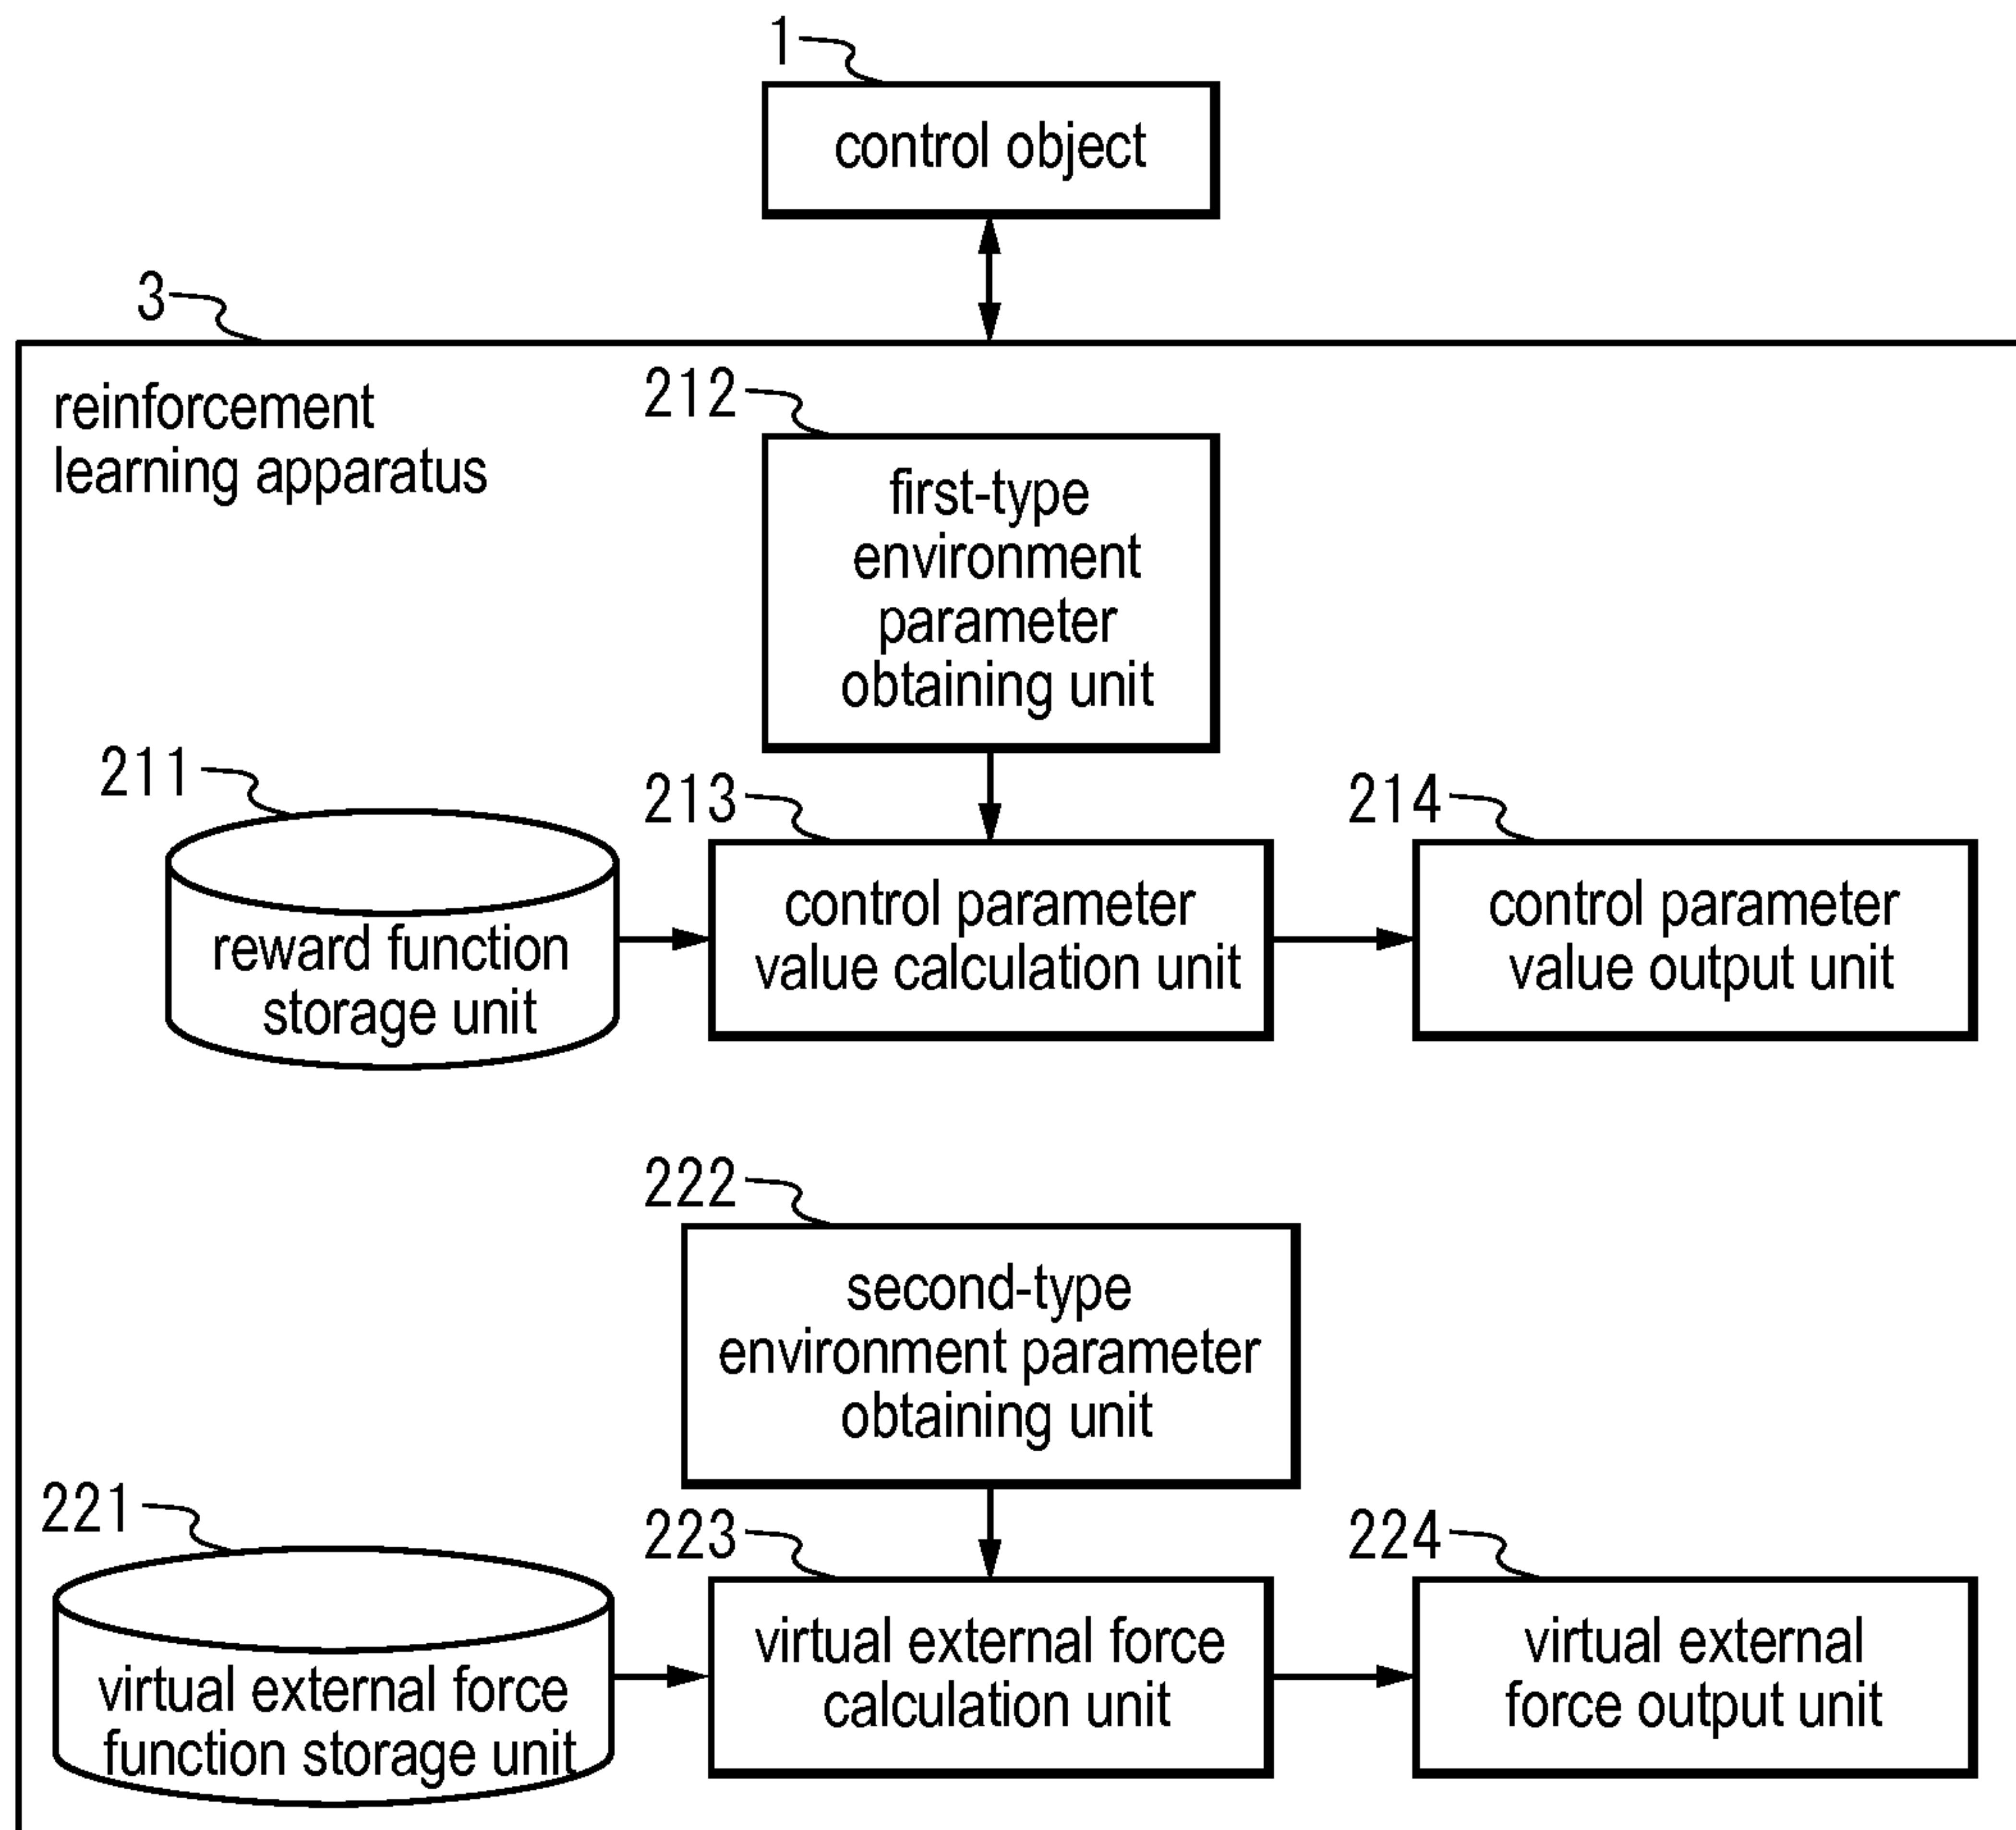 1
control object
3
reinforcement
learning apparatus
212
first-type
environment
parameter
obtaining unit
211
reward function
storage unit
213
control parameter
value calculation unit
214
control parameter
value output unit
222
second-type
environment parameter
obtaining unit
221
virtual external force
function storage unit
223
virtual external force
calculation unit
224
virtual external
force output unit